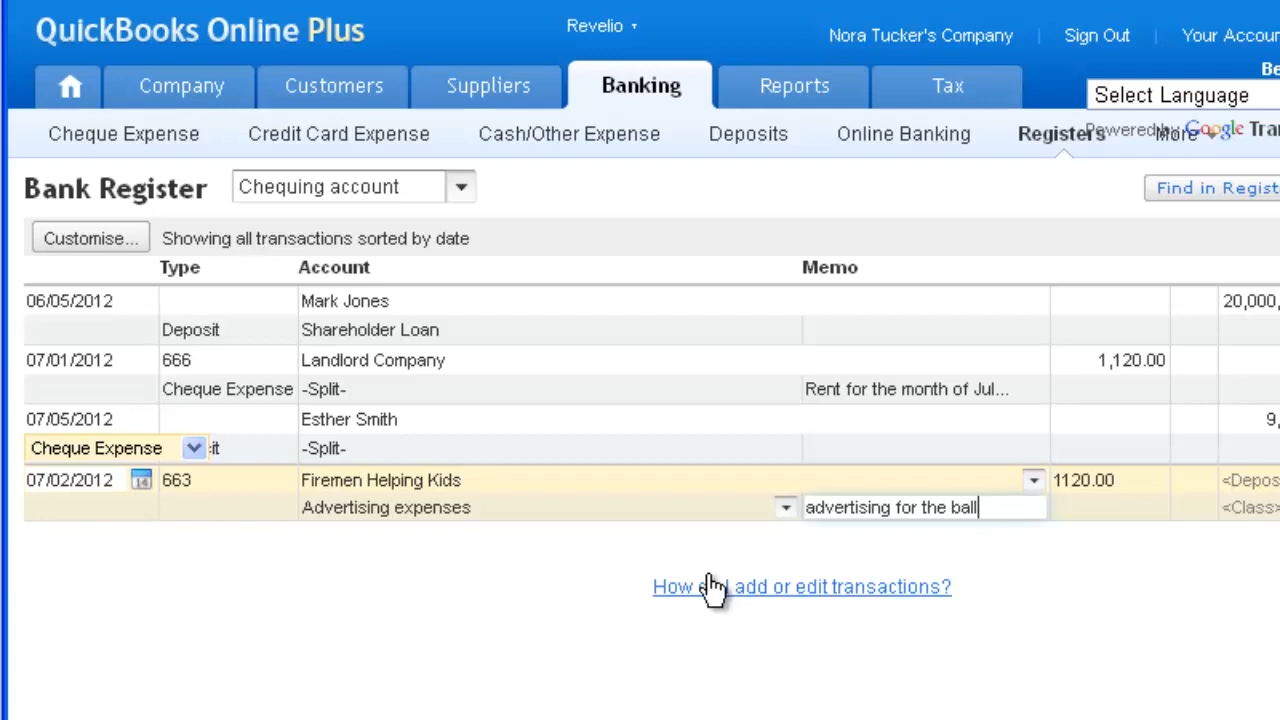 QuickBooks Online Plus
Revelio
Nora Tucker's Company Sign Out Your Accoun
Be
Company Customers Suppliers Banking Reports Tax
Select Language
Cheque Expense Credit Card Expense Cash/Other Expense Deposits Online Banking Registers More
Powered by Google Tran
Bank Register Chequing account Find in Regist
Customise... Showing all transactions sorted by date
Type Account Memo
06/05/2012 Mark Jones 20,000.
Deposit Shareholder Loan
07/01/2012 666 Landlord Company 1,120.00
Cheque Expense -Split- Rent for the month of Jul...
07/05/2012 Esther Smith 9,
Cheque Expense it -Split-
07/02/2012 14 663 Firemen Helping Kids 1120.00 <Depos
Advertising expenses advertising for the ball <Class>
How add or edit transactions?